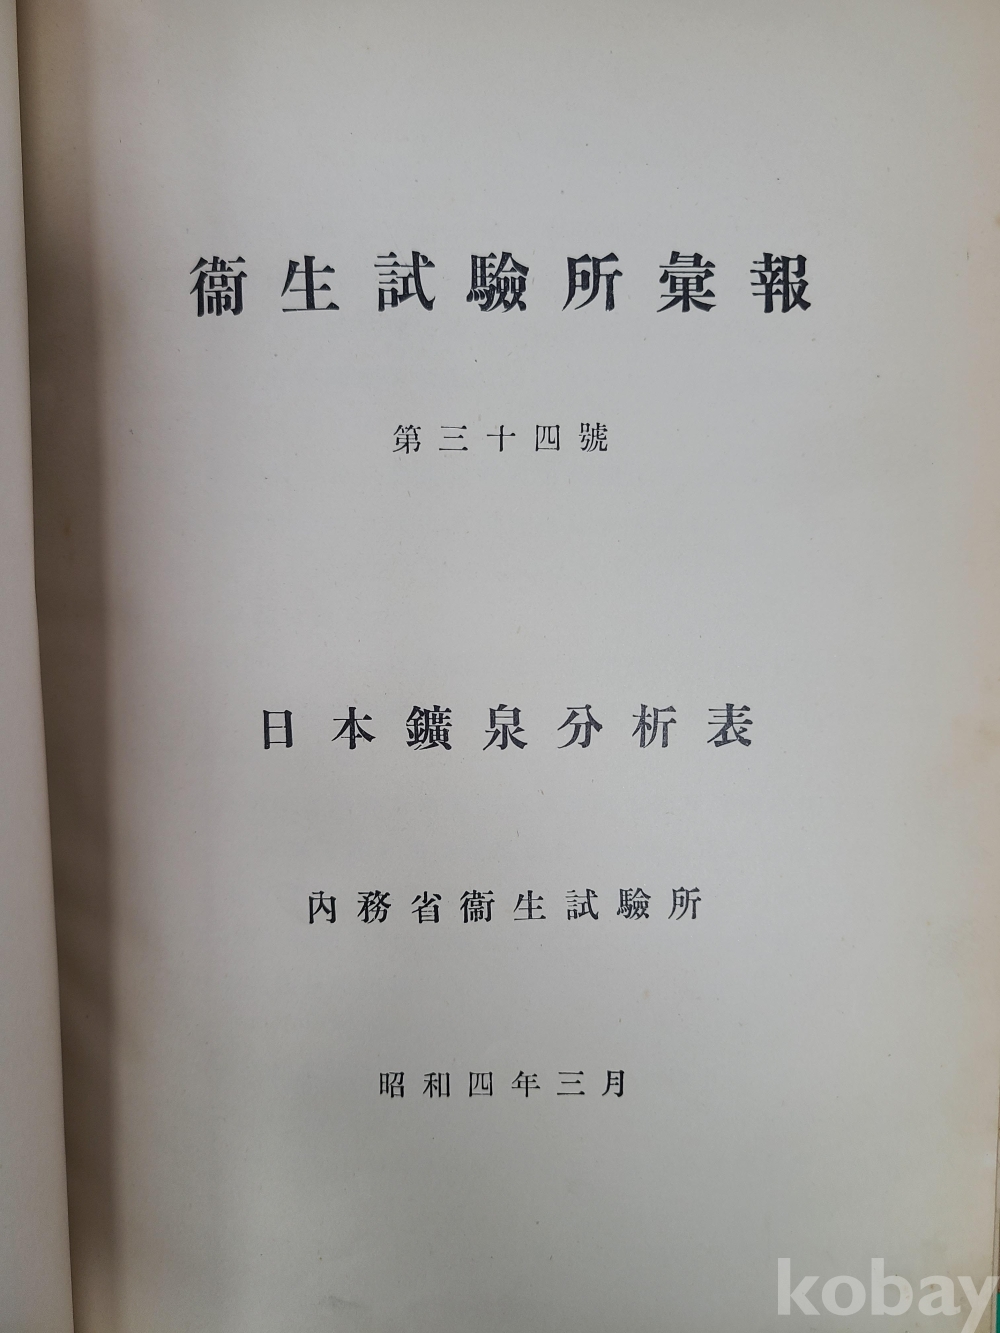 衞生試驗所彙報
第三十四號
日本鑛泉分析表
內務省衞生試驗所
昭和四年三月
kobay